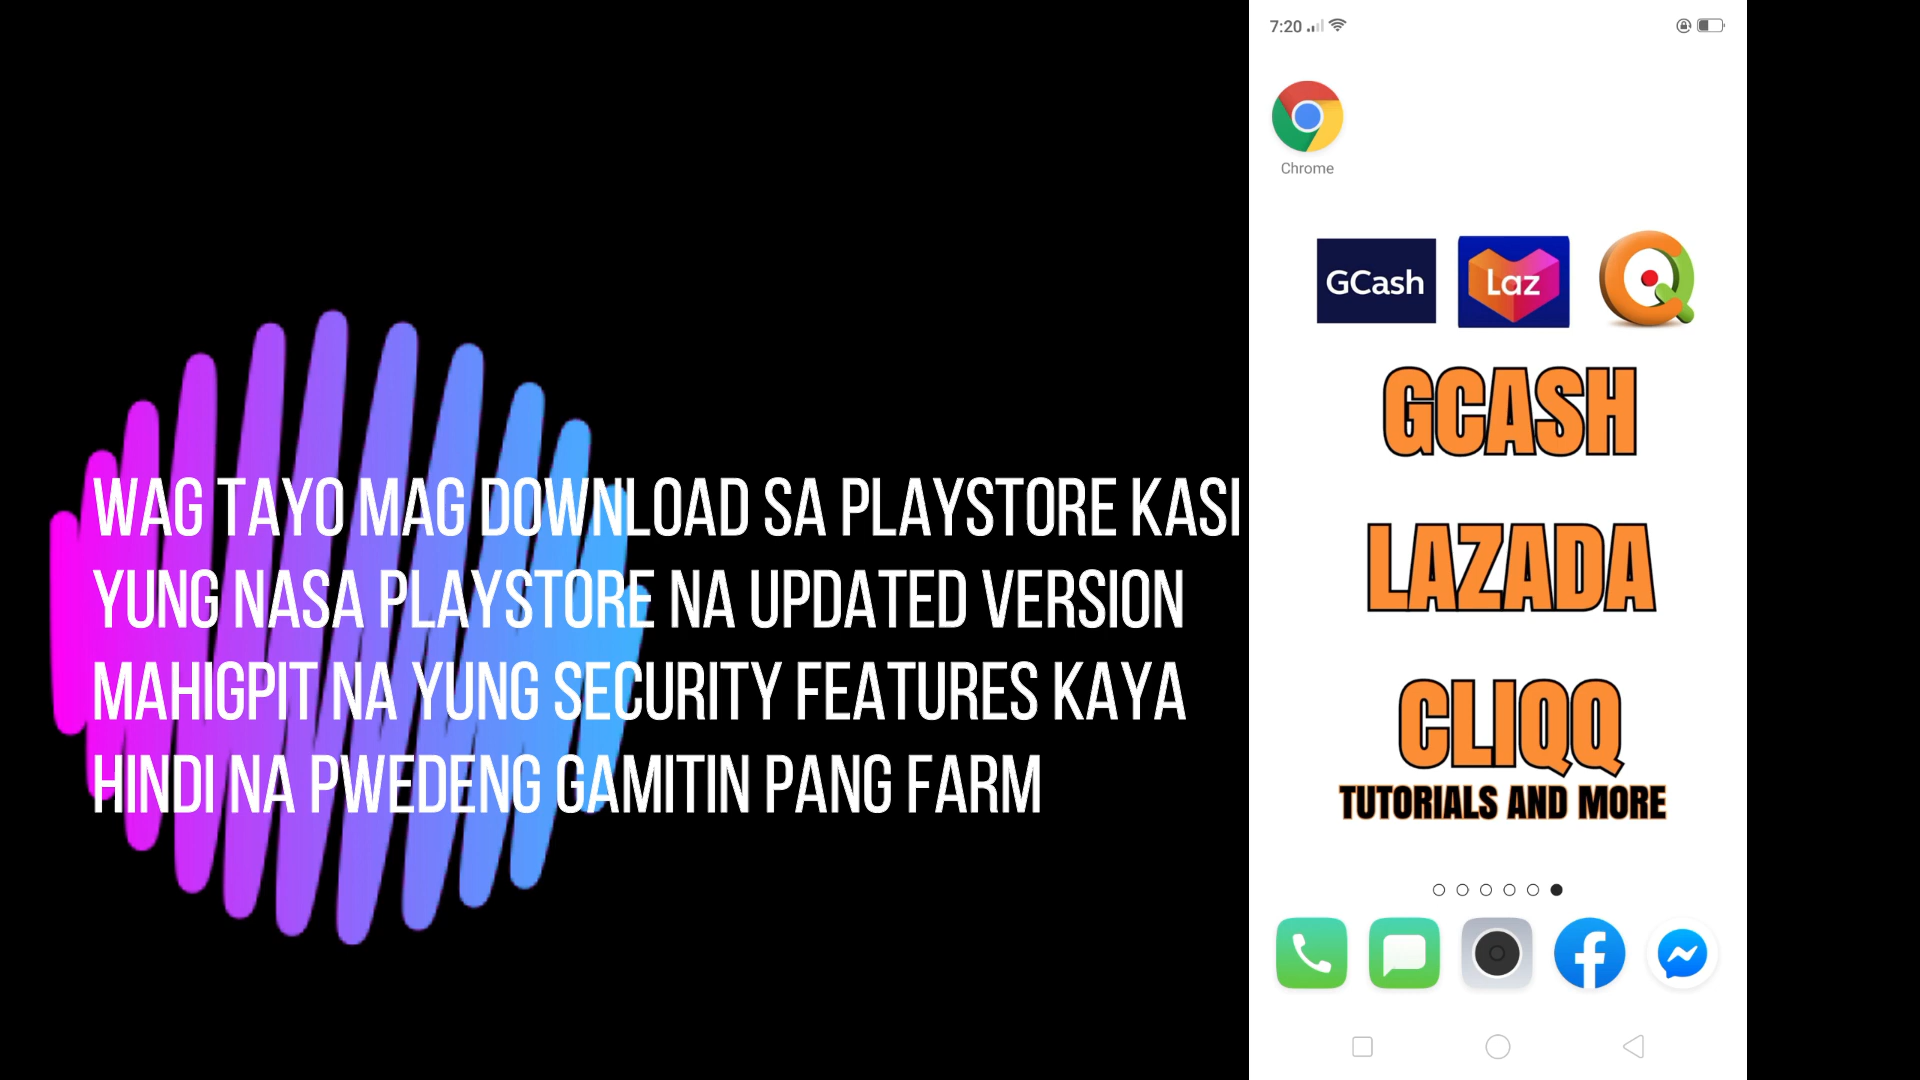 WAG TAYO MAG DOWNLOAD SA PLAYSTORE KASI
YUNG NASA PLAYSTORE NA UPDATED VERSION
MAHIGPIT NA YUNG SECURITY FEATURES KAYA
HINDI NA PWEDENG GAMITIN PANG FARM
7:20
Chrome
GCash
Laz
GCASH
LAZADA
CLIQQ
TUTORIALS AND MORE